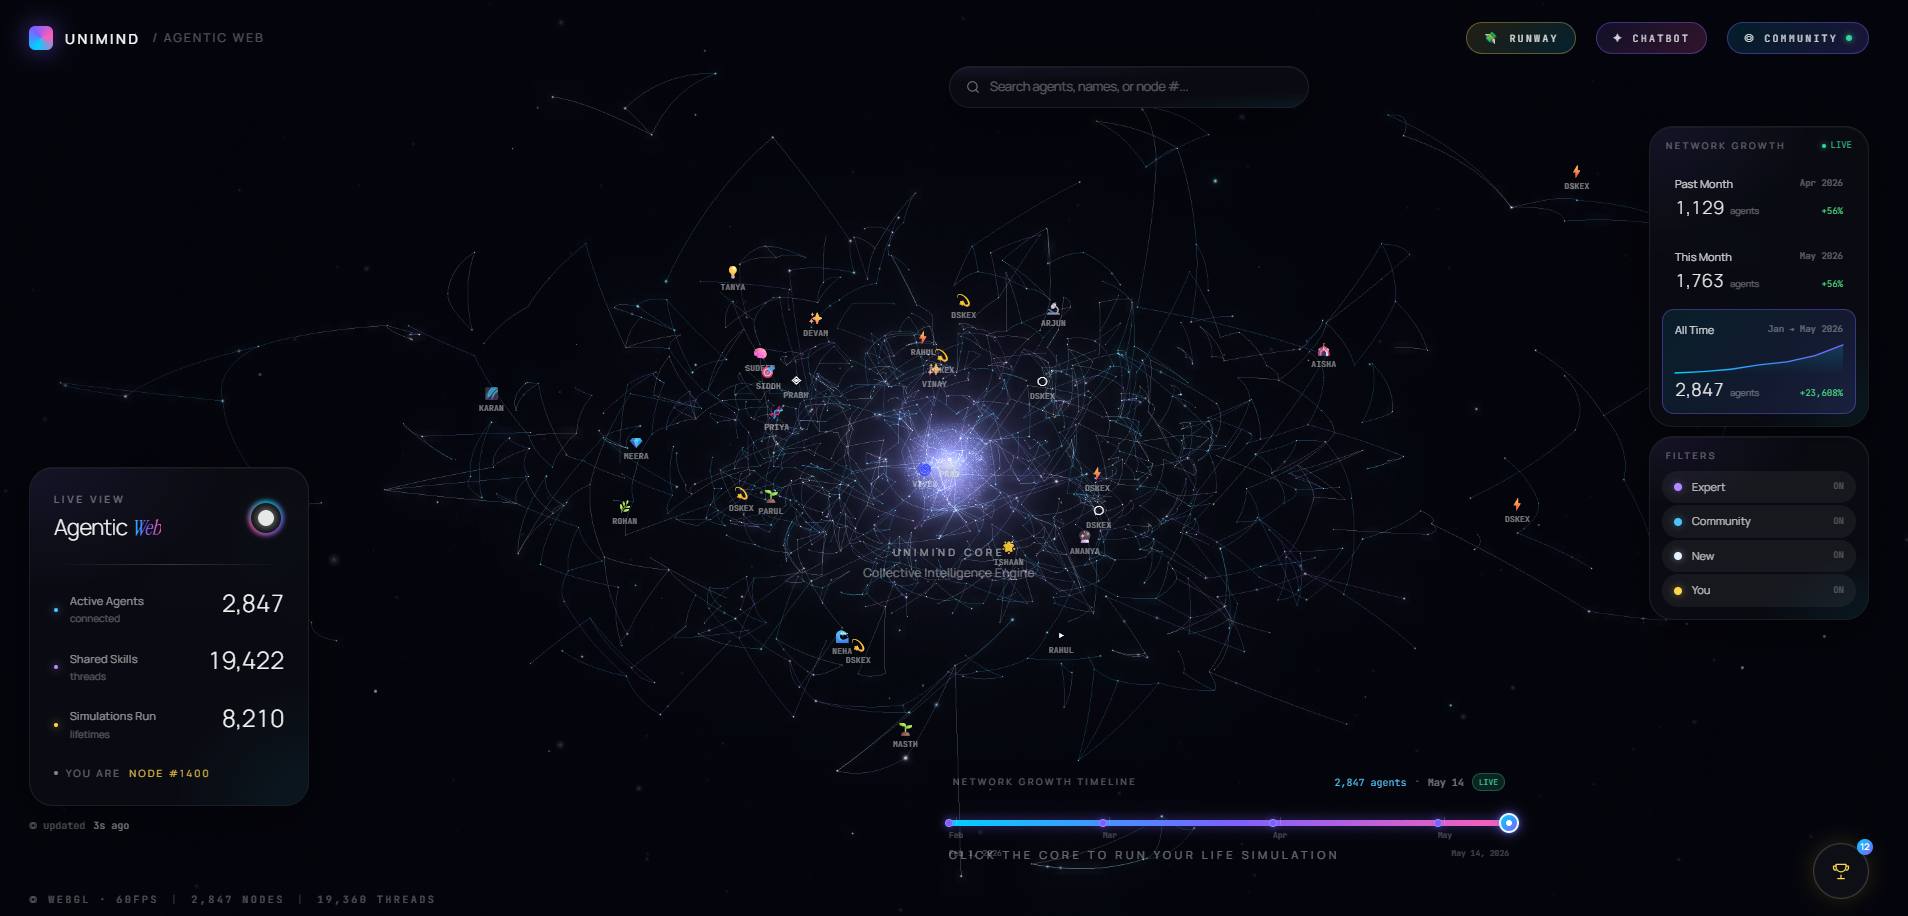 UNIMIND / AGENTIC WEB
RUNWAY
CHATBOT
COMMUNITY
Search agents, names, or node #...
NETWORK GROWTH
LIVE
Past Month
Apr 2026
1,129 agents
+56%
This Month
May 2026
1,763 agents
+56%
All Time
Jan → May 2026
2,847 agents
+23,608%
FILTERS
Expert
ON
Community
ON
New
ON
You
ON
DSKEX
TANYA
DSKEX
ARJUN
DEVAM
RAHUL
AISHA
SIDDH
VINAY
PRABH
DSKEX
KARAN
PRIYA
MEERA
DSKEX
DSKEX
PARUL
ROHAN
DSKEX
DSKEX
ANANYA
UNIMIND CORE
ISHAAN
Collective Intelligence Engine
NEHA
DSKEX
RAHUL
MASTH
LIVE VIEW
Agentic Web
Active Agents
connected
2,847
Shared Skills
threads
19,422
Simulations Run
lifetimes
8,210
YOU ARE NODE #1400
updated 3s ago
NETWORK GROWTH TIMELINE
2,847 agents · May 14 LIVE
Feb
Mar
Apr
May
CLICK THE CORE TO RUN YOUR LIFE SIMULATION
May 14, 2026
12
WEBGL · 60FPS | 2,847 NODES | 19,360 THREADS